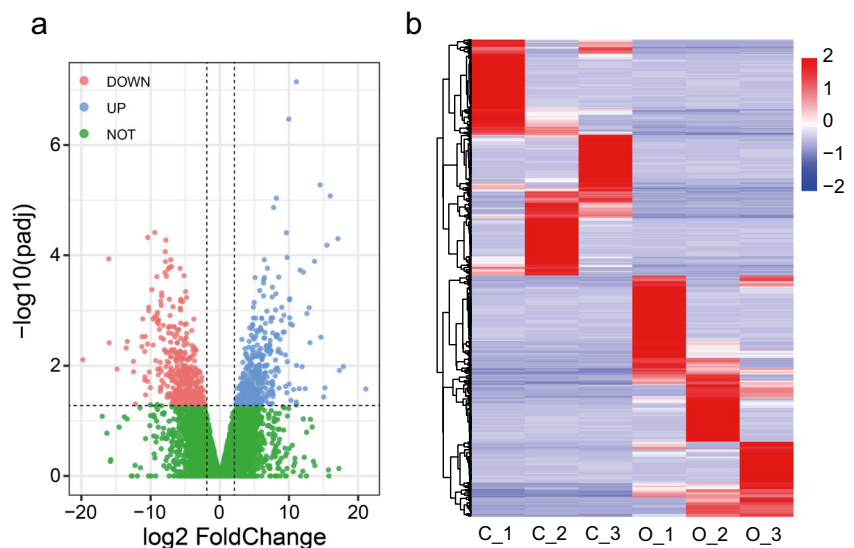 a
DOWN
UP
NOT
6
4
2
0
−20
−10
0
10
20
−log10(padj)
log2 FoldChange
b
2
1
0
−1
−2
C_1
C_2
C_3
O_1
O_2
O_3